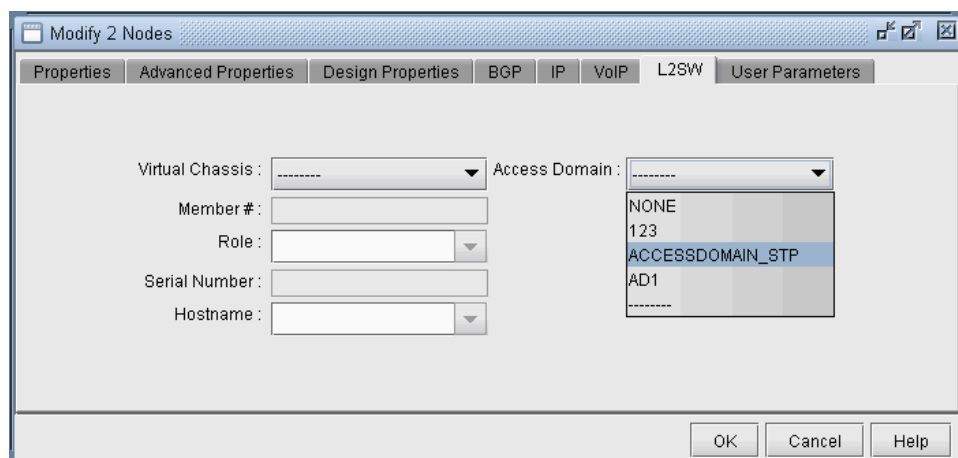 Modify 2 Nodes
Properties Advanced Properties Design Properties BGP IP VoIP L2SW User Parameters
Virtual Chassis : -------- Access Domain : --------
NONE
Member # :
123
Role :
ACCESSDOMAIN_STP
Serial Number :
AD1
--------
Hostname :
OK Cancel Help